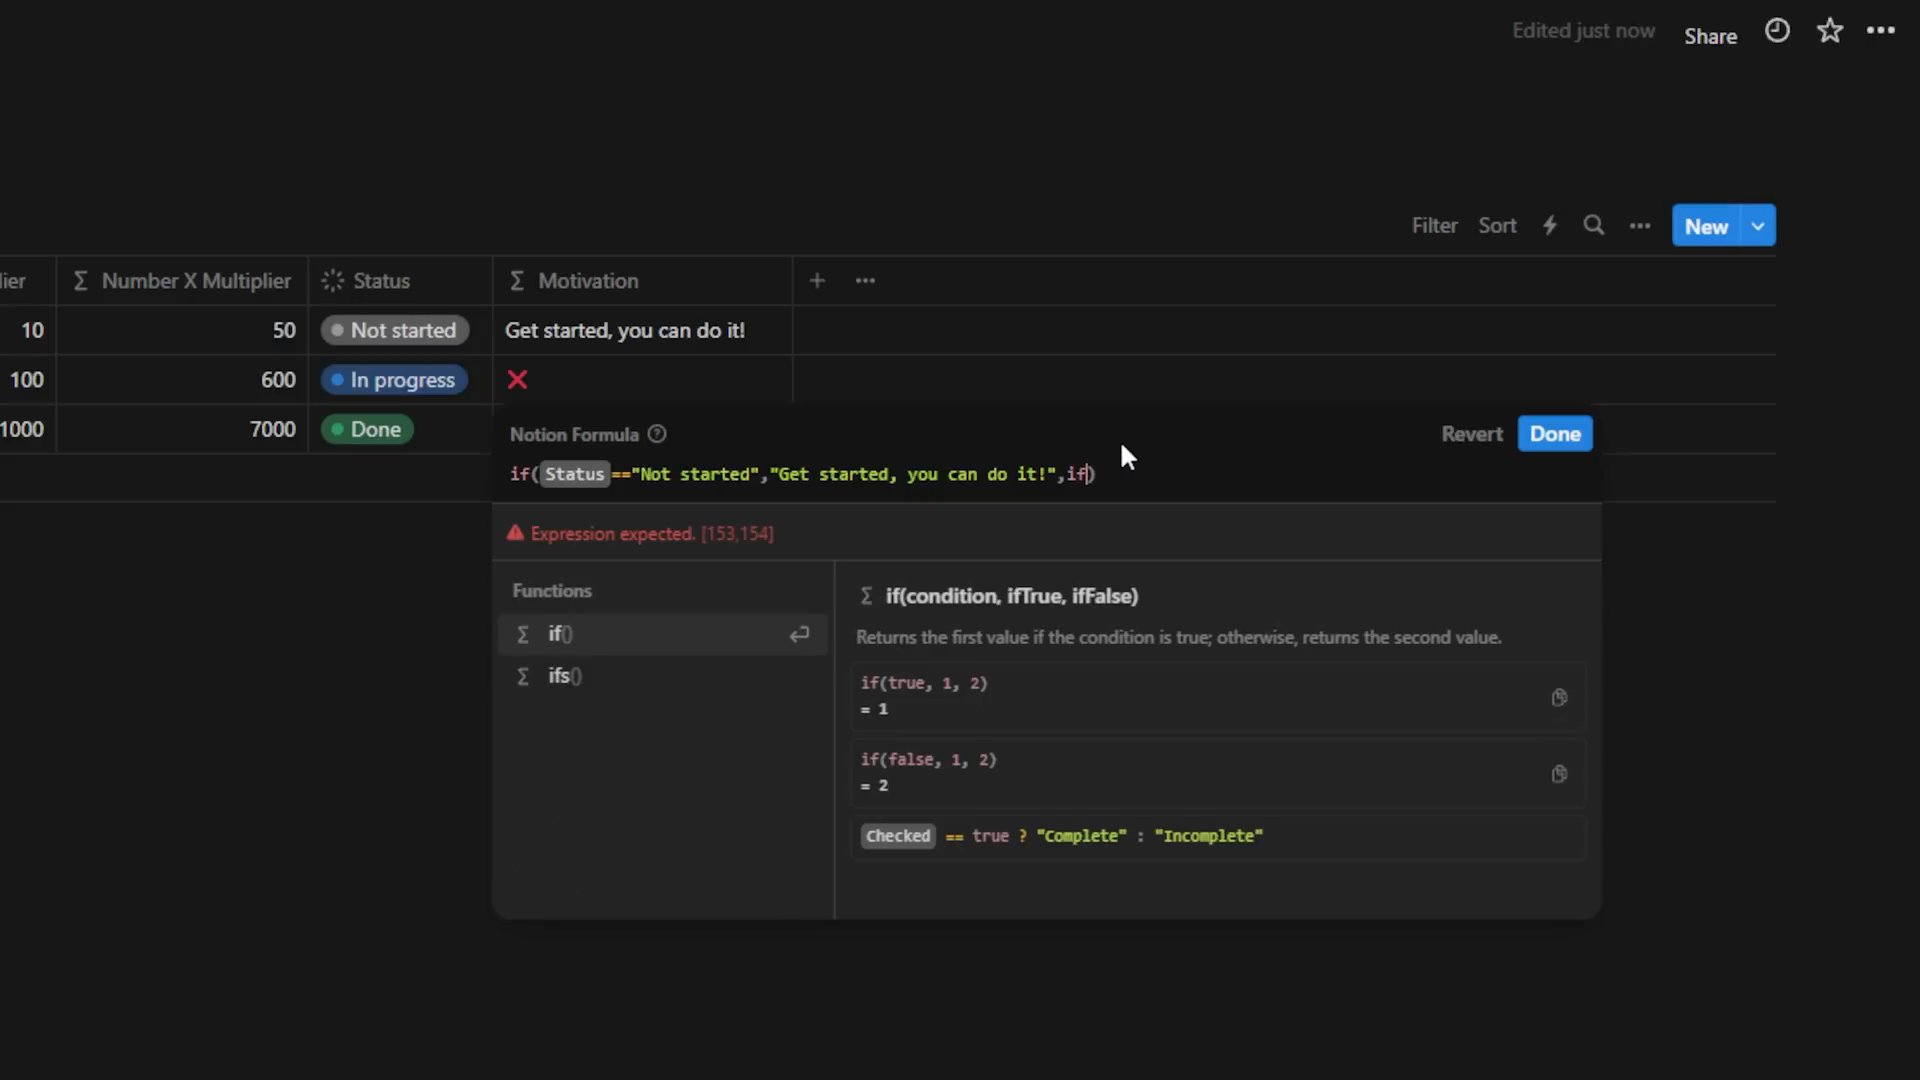 Edited just now Share
Filter Sort New
lier Number X Multiplier Status Motivation
10 50 Not started Get started, you can do it!
100 600 In progress
1000 7000 Done
Notion Formula Revert Done
if(Status=="Not started","Get started, you can do it!",if)
Expression expected. [153,154]
Functions
if()
ifs()
if(condition, ifTrue, ifFalse)
Returns the first value if the condition is true; otherwise, returns the second value.
if(true, 1, 2)
= 1
if(false, 1, 2)
= 2
Checked == true ? "Complete" : "Incomplete"